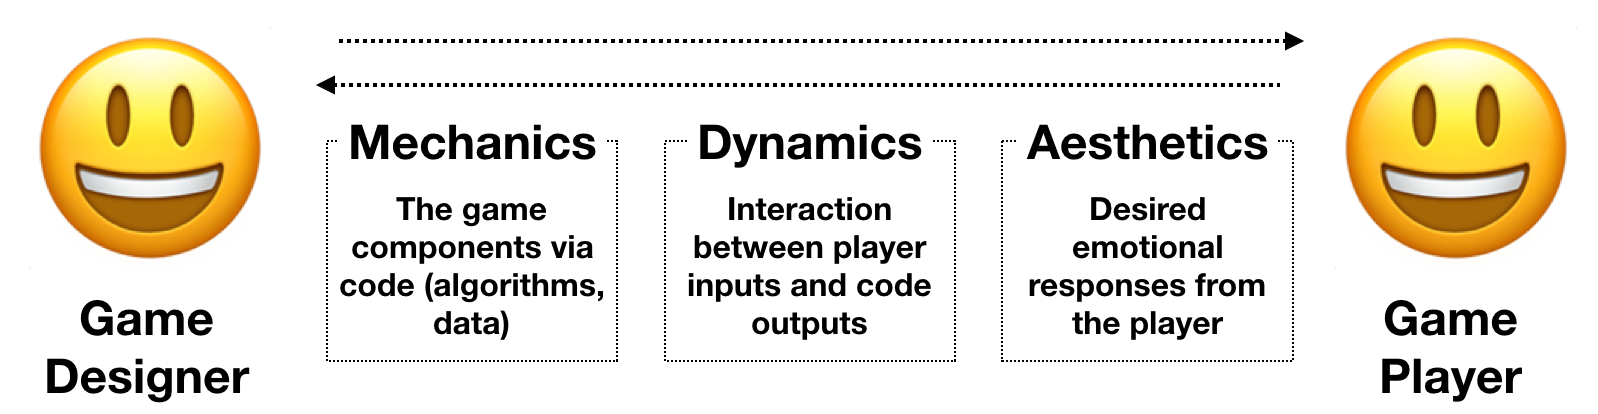 Mechanics
The game
components via
code (algorithms,
data)
Dynamics
Interaction
between player
inputs and code
outputs
Aesthetics
Desired
emotional
responses from
the player
Game
Designer
Game
Player